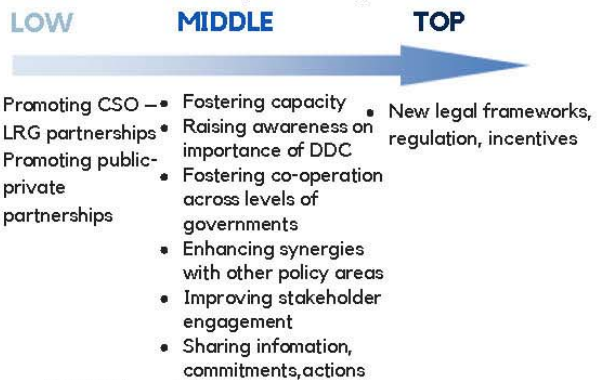 LOW
MIDDLE
TOP
Promoting CSO –
LRG partnerships
Promoting public-
private
partnerships
• Fostering capacity
• Raising awareness on
importance of DDC
• Fostering co-operation
across levels of
governments
• Enhancing synergies
with other policy areas
• Improving stakeholder
engagement
• Sharing infomation,
commitments,actions
• New legal frameworks,
regulation, incentives